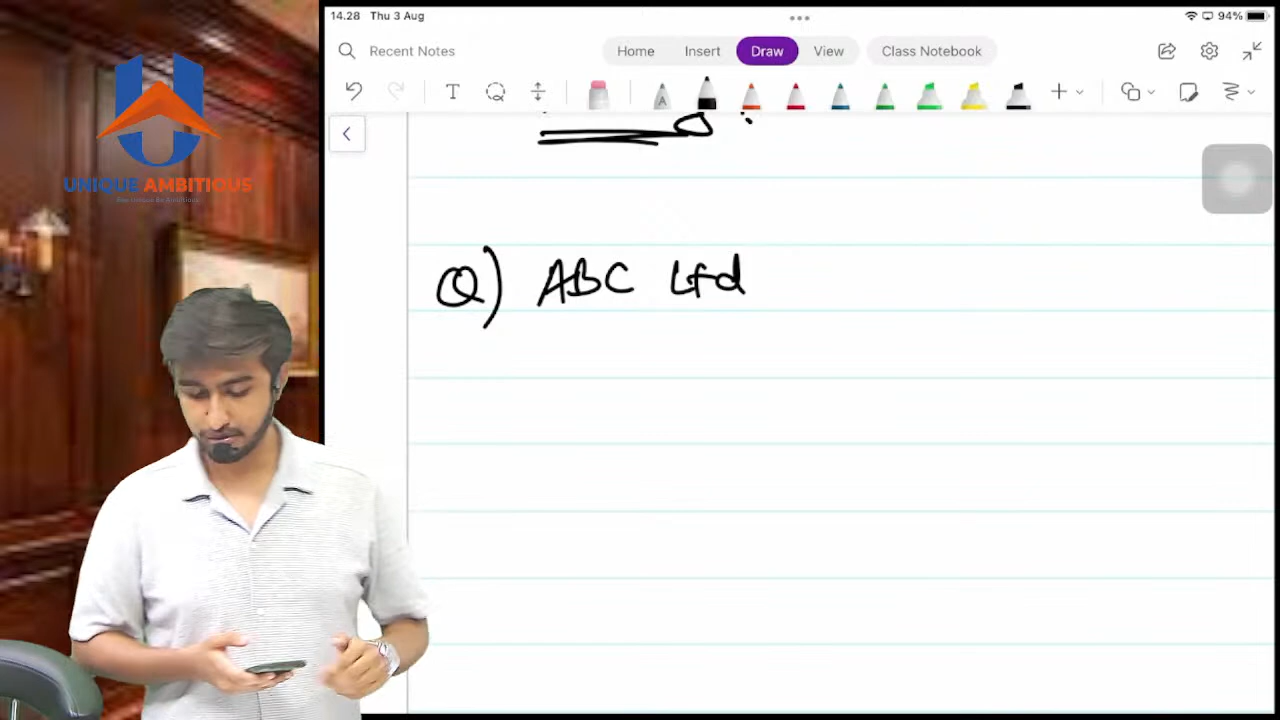 14.28 Thu 3 Aug
94%
Recent Notes
Home
Insert
Draw
View
Class Notebook
T
A
UNIQUE AMBITIOUS
Q) ABC Ltd